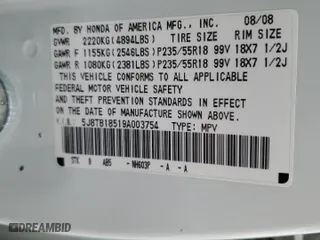 MFD. BY HONDA OF AMERICA MFG., INC. 08/08
GVWR 2220KG (4894LBS) TIRE SIZE RIM SIZE
GAWR F 1155KG (2546LBS) P235/55R18 99V 18X7 1/2J
GAWR R 1080KG (2381LBS) P235/55R18 99V 18X7 1/2J
THIS VEHICLE CONFORMS TO ALL APPLICABLE
FEDERAL MOTOR VEHICLE SAFETY
AND THEFT PREVENTION STANDARDS IN EFFECT ON
THE DATE OF MANUFACTURE SHOWN ABOVE
V.I.N.: 5J8TB18519A003754 TYPE: MPV
STK B AB5 - NH603P - A - A
DREAMBID.COM